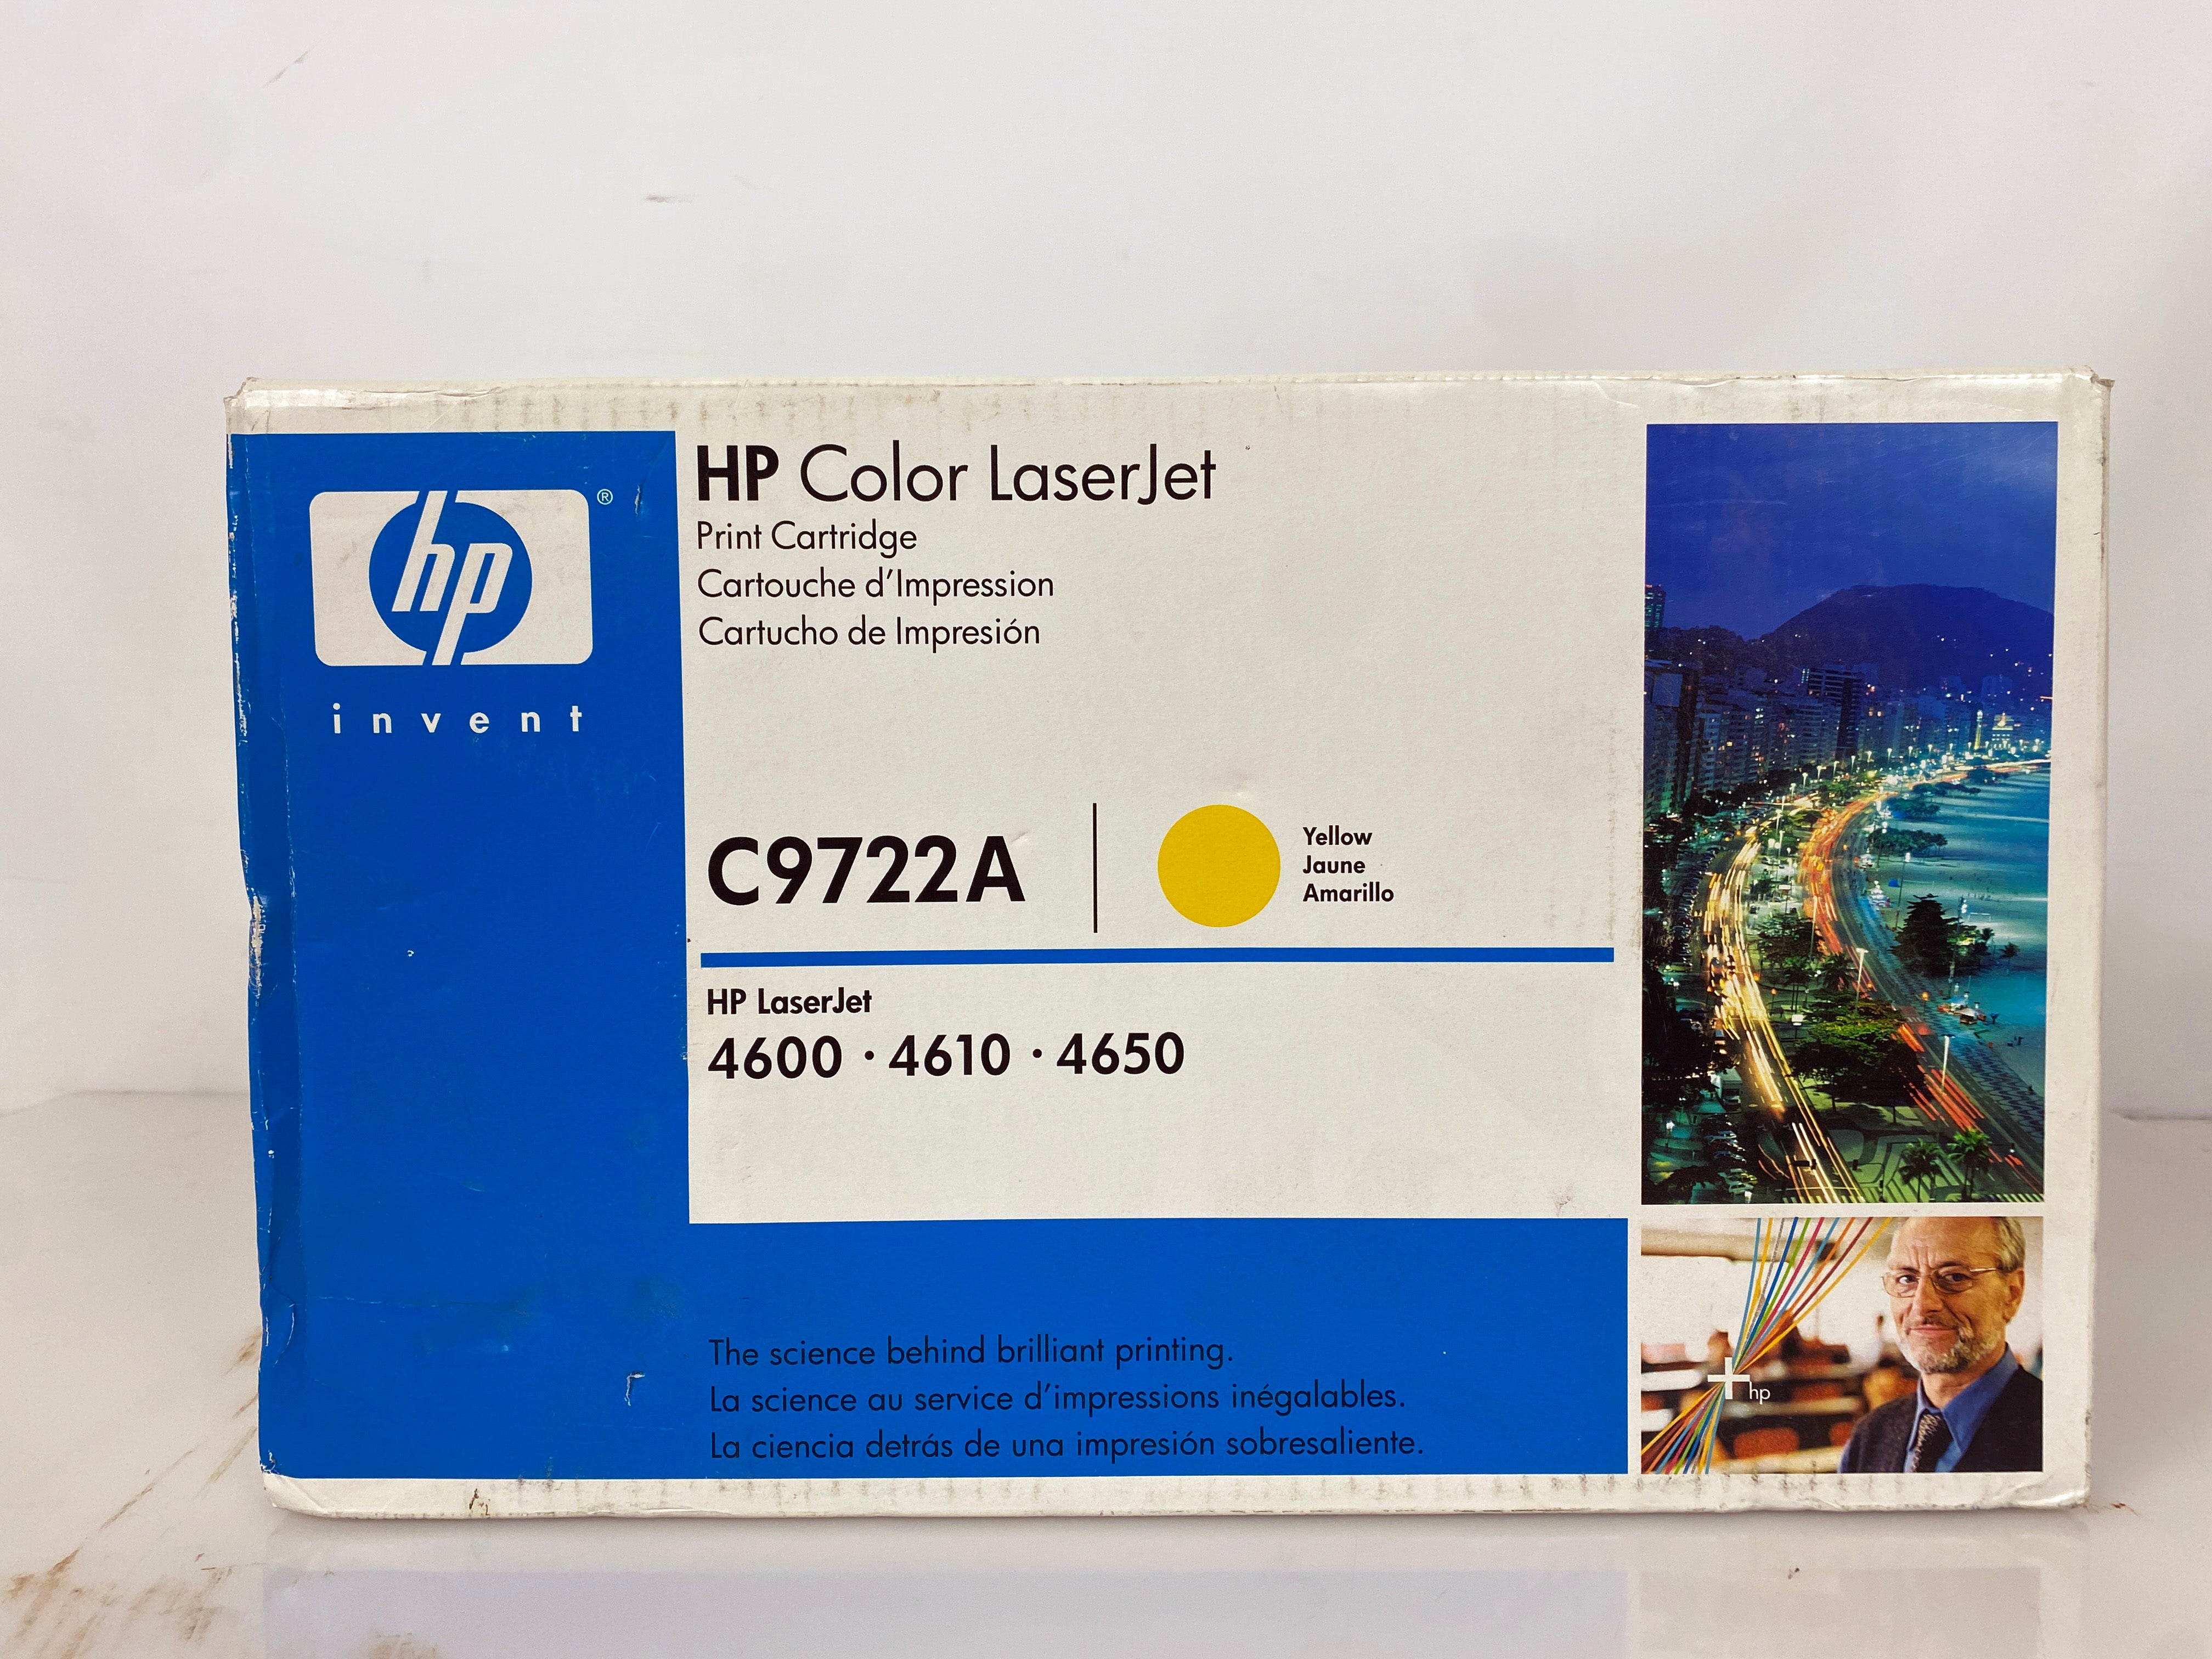 hp®
invent
HP Color LaserJet
Print Cartridge
Cartouche d'Impression
Cartucho de Impresión
C9722A
Yellow
Jaune
Amarillo
HP LaserJet
4600 · 4610 · 4650
The science behind brilliant printing.
La science au service d'impressions inégalables.
La ciencia detrás de una impresión sobresaliente.
+hp